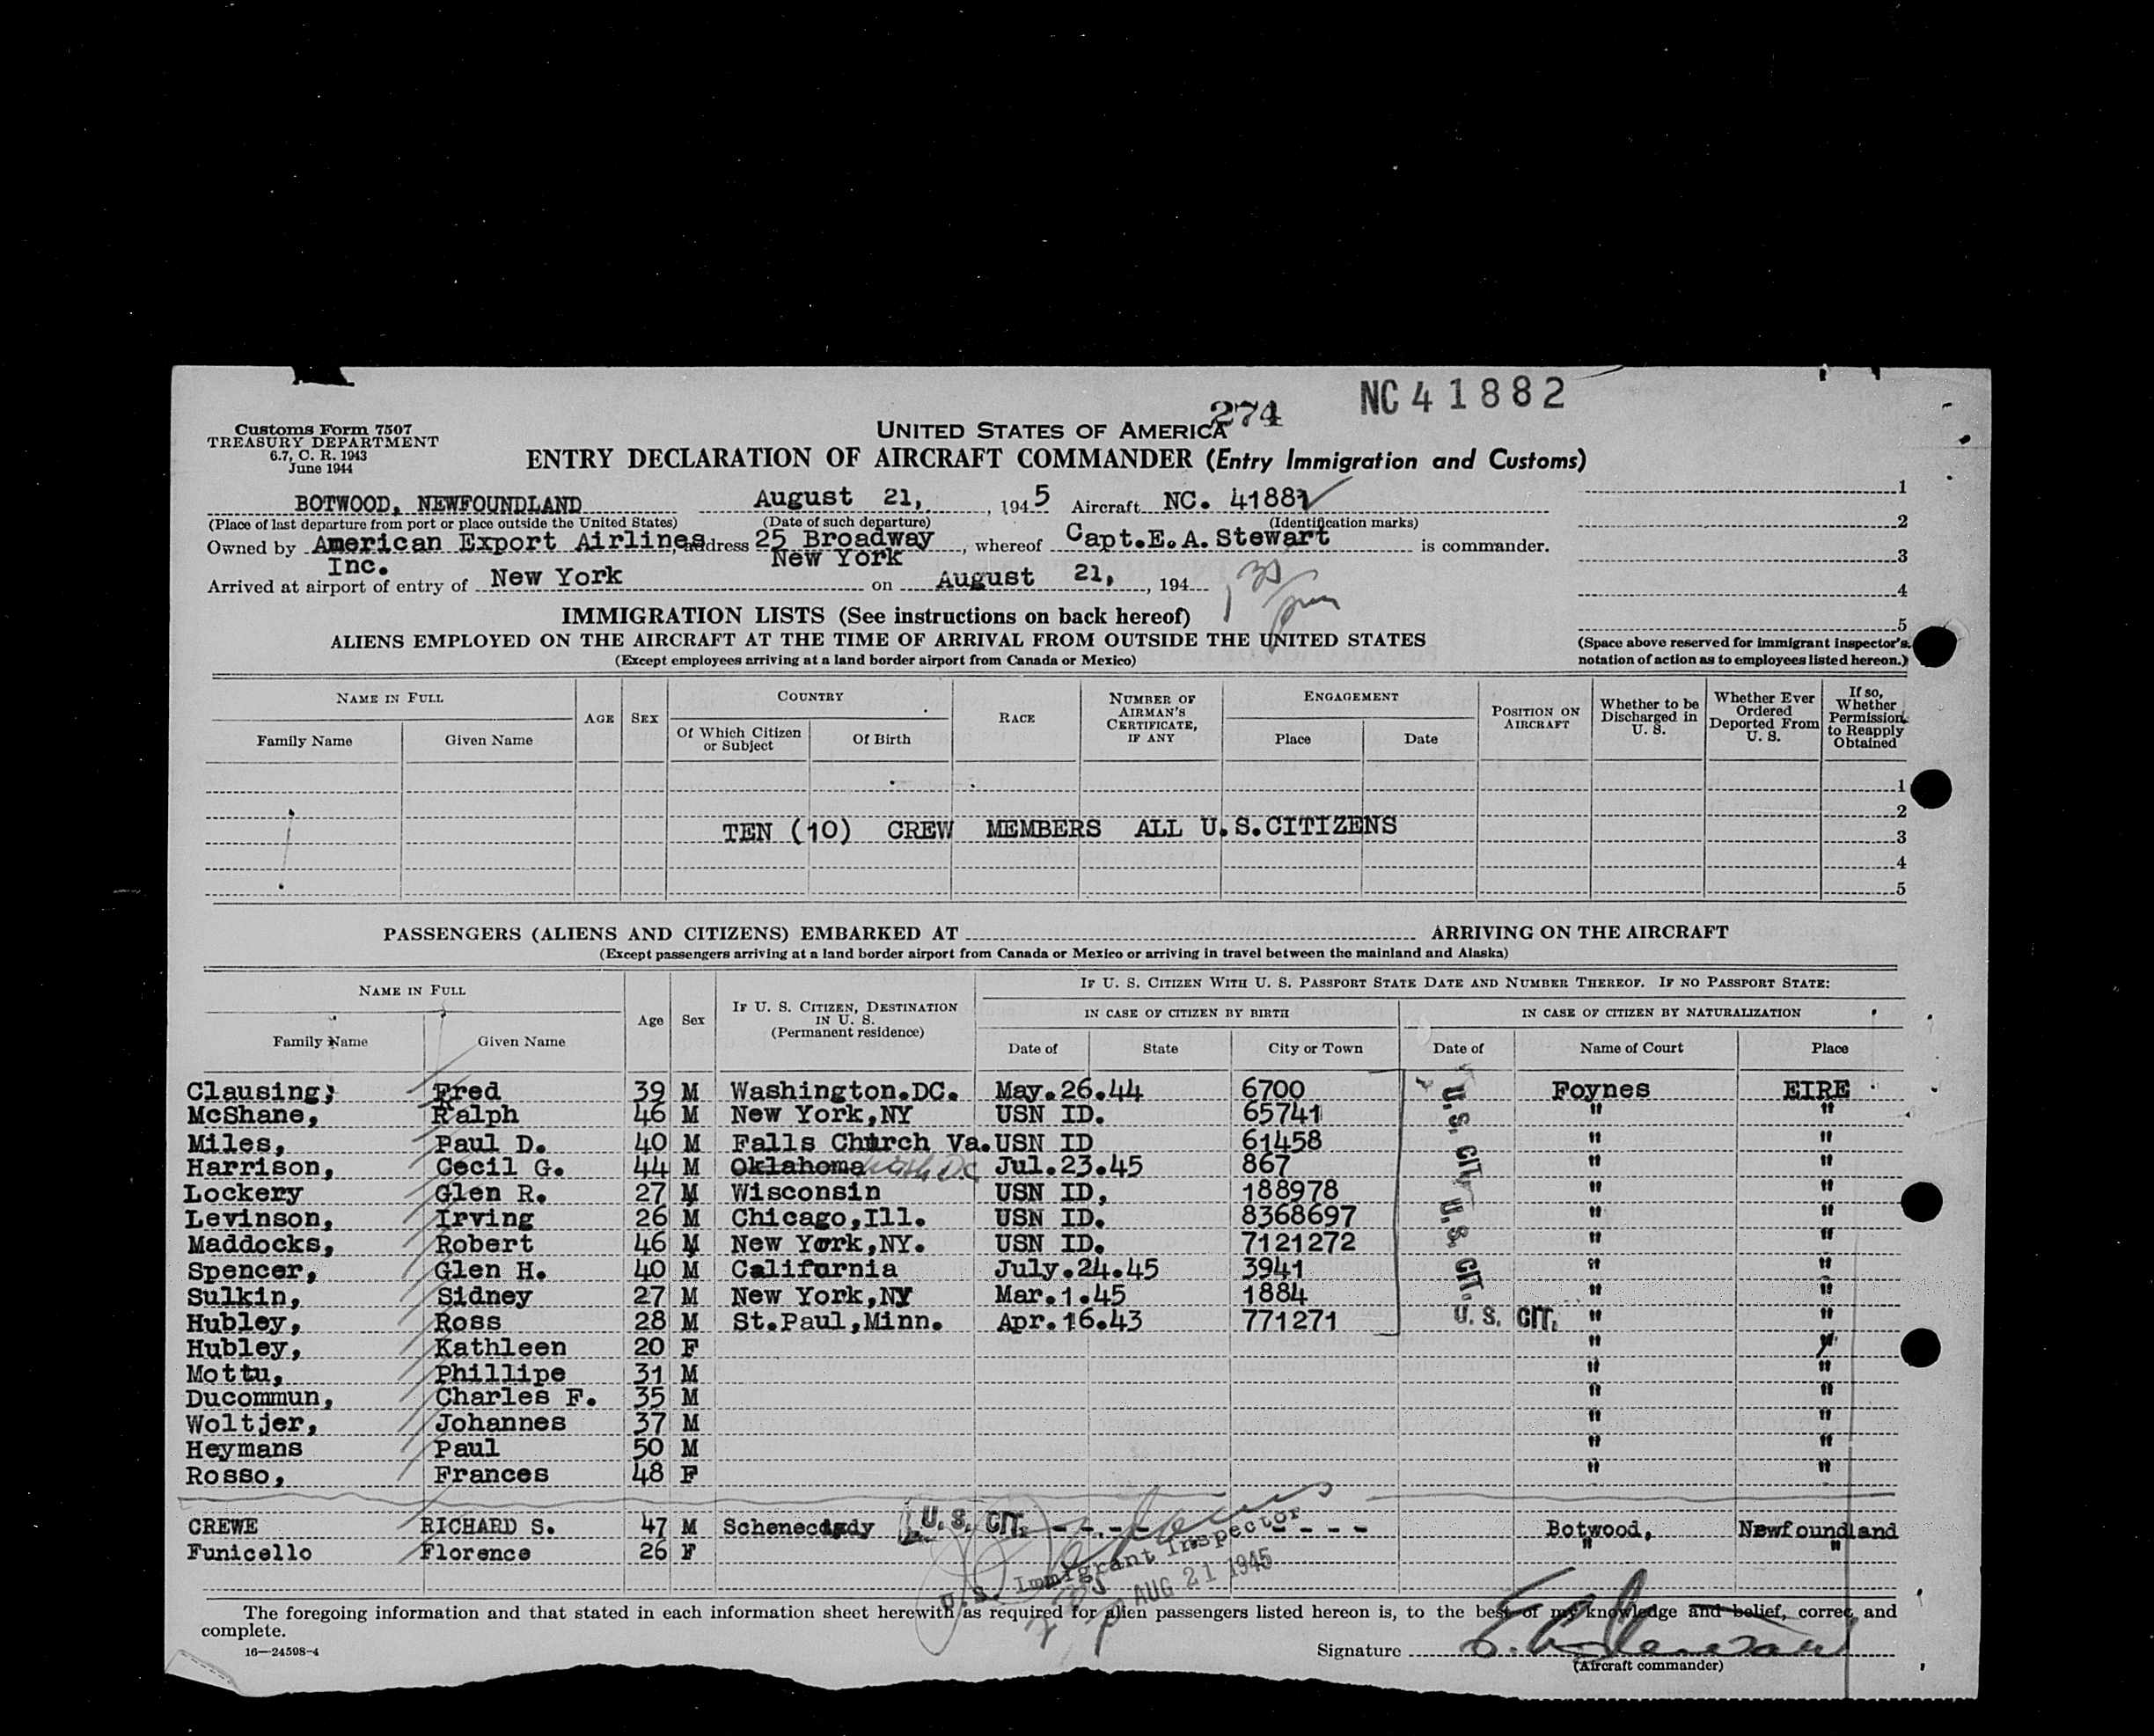 274 NC41882
Customs Form 7507
TREASURY DEPARTMENT
6.7, C. R. 1943
June 1944
UNITED STATES OF AMERICA
ENTRY DECLARATION OF AIRCRAFT COMMANDER (Entry Immigration and Customs)
BOTWOOD, NEWFOUNDLAND August 21, , 1945 Aircraft NC. 41882 1
(Place of last departure from port or place outside the United States) (Date of such departure) (Identification marks) 2
Owned by American Export Airlines address 25 Broadway , whereof Capt.E.A.Stewart is commander. 3
Inc. New York
Arrived at airport of entry of New York on August 21, , 194 1 35 pm 4
5
IMMIGRATION LISTS (See instructions on back hereof)
ALIENS EMPLOYED ON THE AIRCRAFT AT THE TIME OF ARRIVAL FROM OUTSIDE THE UNITED STATES
(Except employees arriving at a land border airport from Canada or Mexico)
(Space above reserved for immigrant inspector's
notation of action as to employees listed hereon.)
NAME IN FULL
Family Name Given Name
AGE SEX
COUNTRY
Of Which Citizen or Subject Of Birth
RACE
NUMBER OF AIRMAN'S CERTIFICATE, IF ANY
ENGAGEMENT
Place Date
POSITION ON AIRCRAFT
Whether to be Discharged in U. S.
Whether Ever Ordered Deported From U. S.
If so, Whether Permission to Reapply Obtained
1
2
TEN (10) CREW MEMBERS ALL U.S.CITIZENS 3
4
5
PASSENGERS (ALIENS AND CITIZENS) EMBARKED AT ARRIVING ON THE AIRCRAFT
(Except passengers arriving at a land border airport from Canada or Mexico or arriving in travel between the mainland and Alaska)
NAME IN FULL
Family Name Given Name
Age Sex
IF U. S. CITIZEN, DESTINATION IN U. S. (Permanent residence)
IF U. S. CITIZEN WITH U. S. PASSPORT STATE DATE AND NUMBER THEREOF. IF NO PASSPORT STATE:
IN CASE OF CITIZEN BY BIRTH IN CASE OF CITIZEN BY NATURALIZATION
Date of State City or Town Date of Name of Court Place
Clausing, Fred 39 M Washington.DC. May.26.44 6700 U.S. CIT. Foynes EIRE
McShane, Ralph 46 M New York,NY USN ID. 65741 " "
Miles, Paul D. 40 M Falls Church Va. USN ID 61458 " "
Harrison, Cecil G. 44 M Oklahoma Wash D.C Jul.23.45 867 " "
Lockery Glen R. 27 M Wisconsin USN ID, 188978 " "
Levinson, Irving 26 M Chicago,Ill. USN ID. 8368697 U.S. CIT. " "
Maddocks, Robert 46 M New York,NY. USN ID. 7121272 " "
Spencer, Glen H. 40 M California July.24.45 3941 " "
Sulkin, Sidney 27 M New York,NY Mar.1.45 1884 " "
Hubley, Ross 28 M St.Paul,Minn. Apr.16.43 771271 U.S. CIT. " "
Hubley, Kathleen 20 F " "
Mottu, Phillipe 31 M " "
Ducommun, Charles F. 35 M " "
Woltjer, Johannes 37 M " "
Heymans Paul 50 M " "
Rosso, Frances 48 F " "
CREWE RICHARD S. 47 M Schenectady U.S. CIT. - - - - - - - - Botwood, Newfoundland
Funicello Florence 26 F " "
U.S. Immigrant Inspector
AUG 21 1945
The foregoing information and that stated in each information sheet herewith as required for alien passengers listed hereon is, to the best of my knowledge and belief, correct and
complete.
16—24598-4
Signature E. A. Stewart
(Aircraft commander)